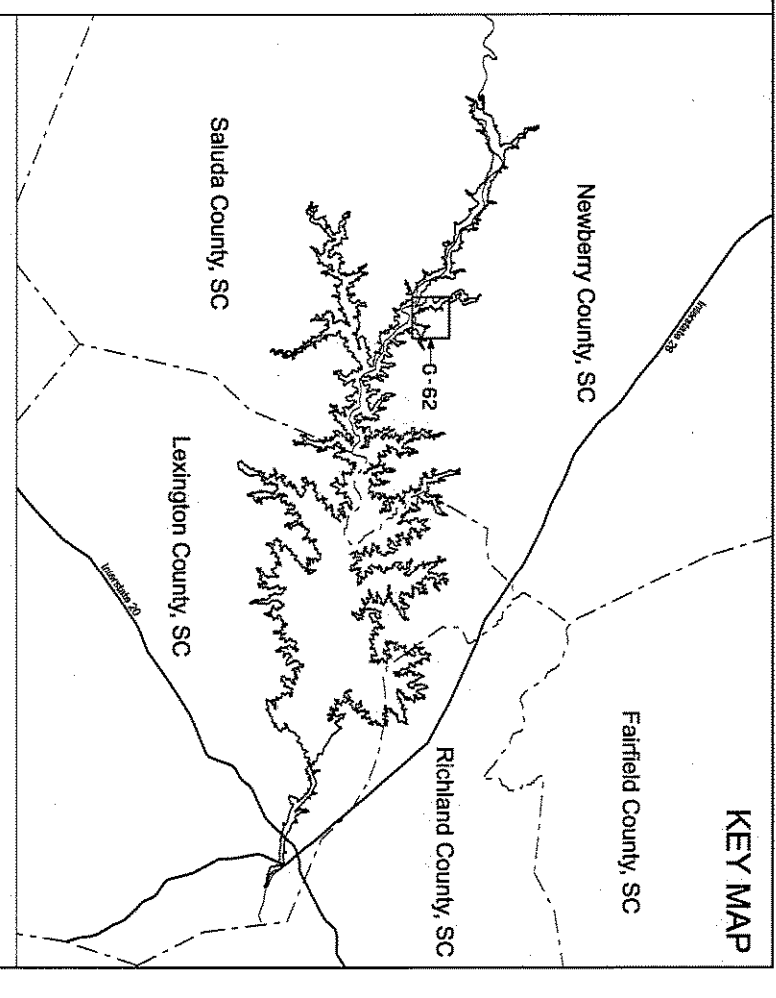 KEY MAP
Fairfield County, SC
Newberry County, SC
Interstate 26
G-62
Richland County, SC
Saluda County, SC
Lexington County, SC
Interstate 20